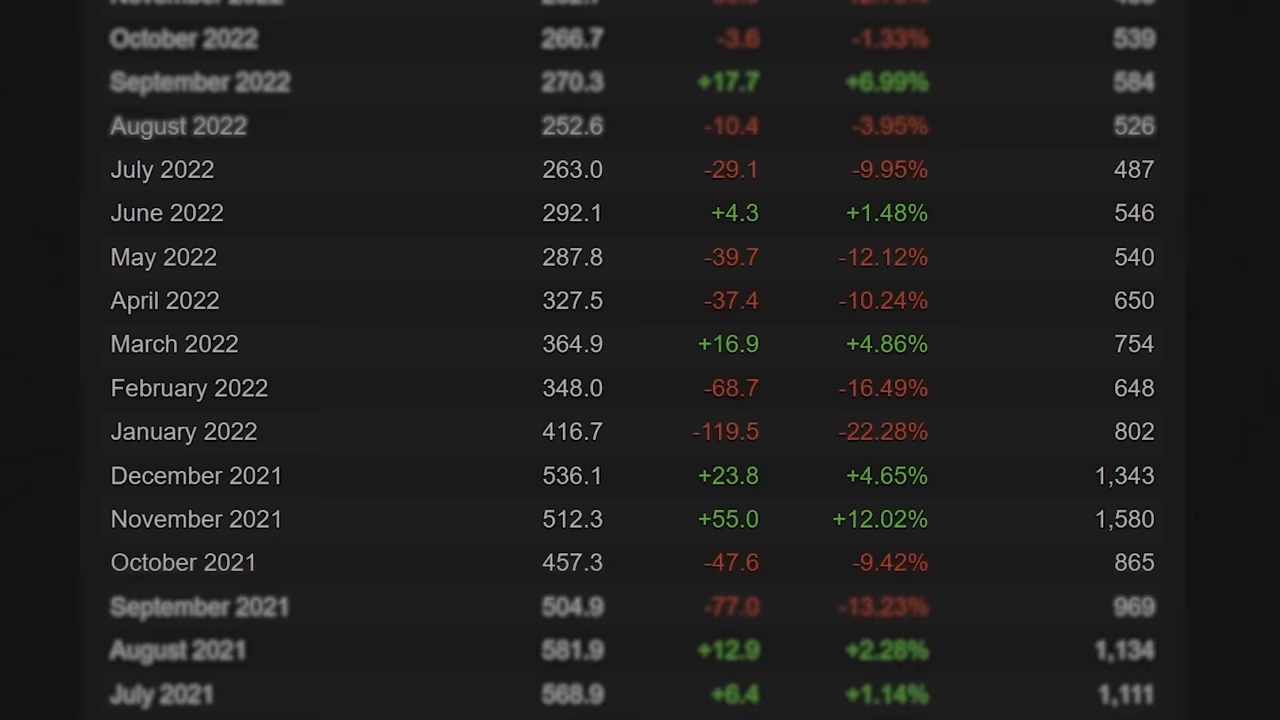 October 2022 266.7 -3.6 -1.33% 539
September 2022 270.3 +17.7 +6.99% 584
August 2022 252.6 -10.4 -3.95% 526
July 2022 263.0 -29.1 -9.95% 487
June 2022 292.1 +4.3 +1.48% 546
May 2022 287.8 -39.7 -12.12% 540
April 2022 327.5 -37.4 -10.24% 650
March 2022 364.9 +16.9 +4.86% 754
February 2022 348.0 -68.7 -16.49% 648
January 2022 416.7 -119.5 -22.28% 802
December 2021 536.1 +23.8 +4.65% 1,343
November 2021 512.3 +55.0 +12.02% 1,580
October 2021 457.3 -47.6 -9.42% 865
September 2021 504.9 -77.0 -13.23% 969
August 2021 581.9 +12.9 +2.28% 1,134
July 2021 568.9 +6.4 +1.14% 1,111